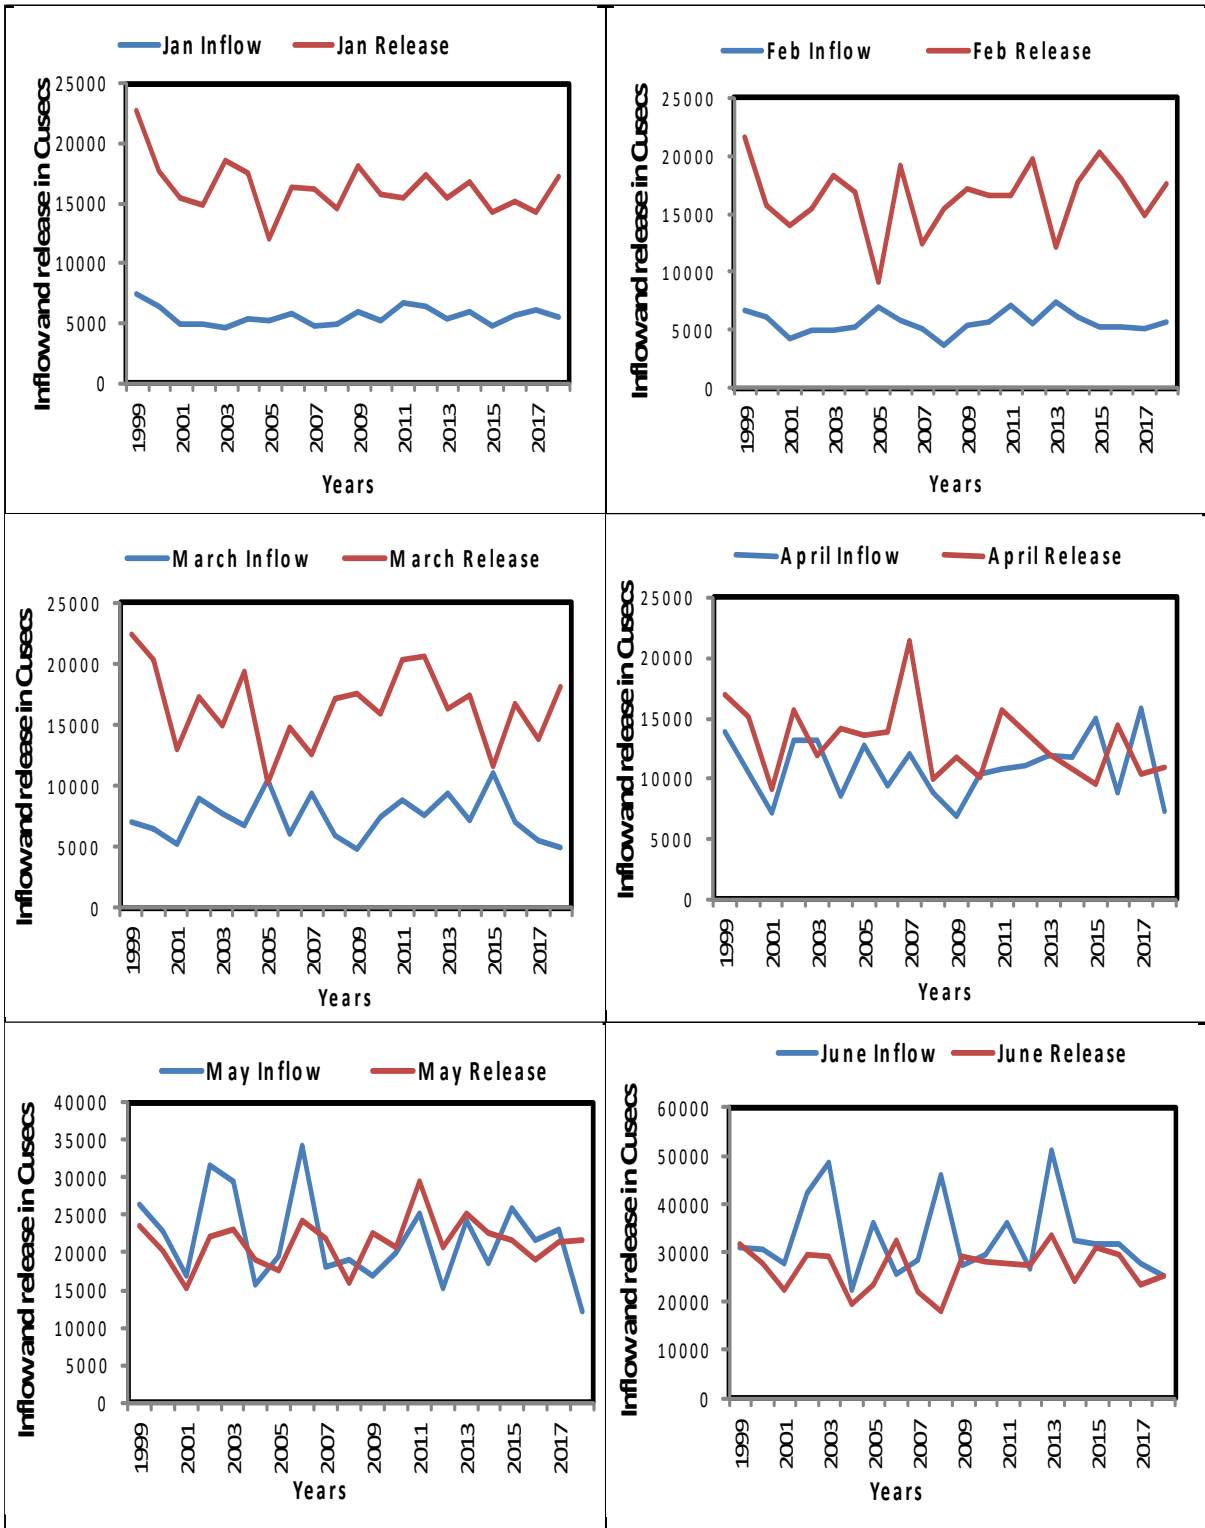 Jan Inflow Jan Release
Inflow and release in Cusecs
25000
20000
15000
10000
5000
0
1999 2001 2003 2005 2007 2009 2011 2013 2015 2017
Years
Feb Inflow Feb Release
Inflow and release in Cusecs
25000
20000
15000
10000
5000
0
1999 2001 2003 2005 2007 2009 2011 2013 2015 2017
Years
March Inflow March Release
Inflow and release in Cusecs
25000
20000
15000
10000
5000
0
1999 2001 2003 2005 2007 2009 2011 2013 2015 2017
Years
April Inflow April Release
Inflow and release in Cusecs
25000
20000
15000
10000
5000
0
1999 2001 2003 2005 2007 2009 2011 2013 2015 2017
Years
May Inflow May Release
Inflow and release in Cusecs
40000
35000
30000
25000
20000
15000
10000
5000
0
1999 2001 2003 2005 2007 2009 2011 2013 2015 2017
Years
June Inflow June Release
Inflow and release in Cusecs
60000
50000
40000
30000
20000
10000
0
1999 2001 2003 2005 2007 2009 2011 2013 2015 2017
Years